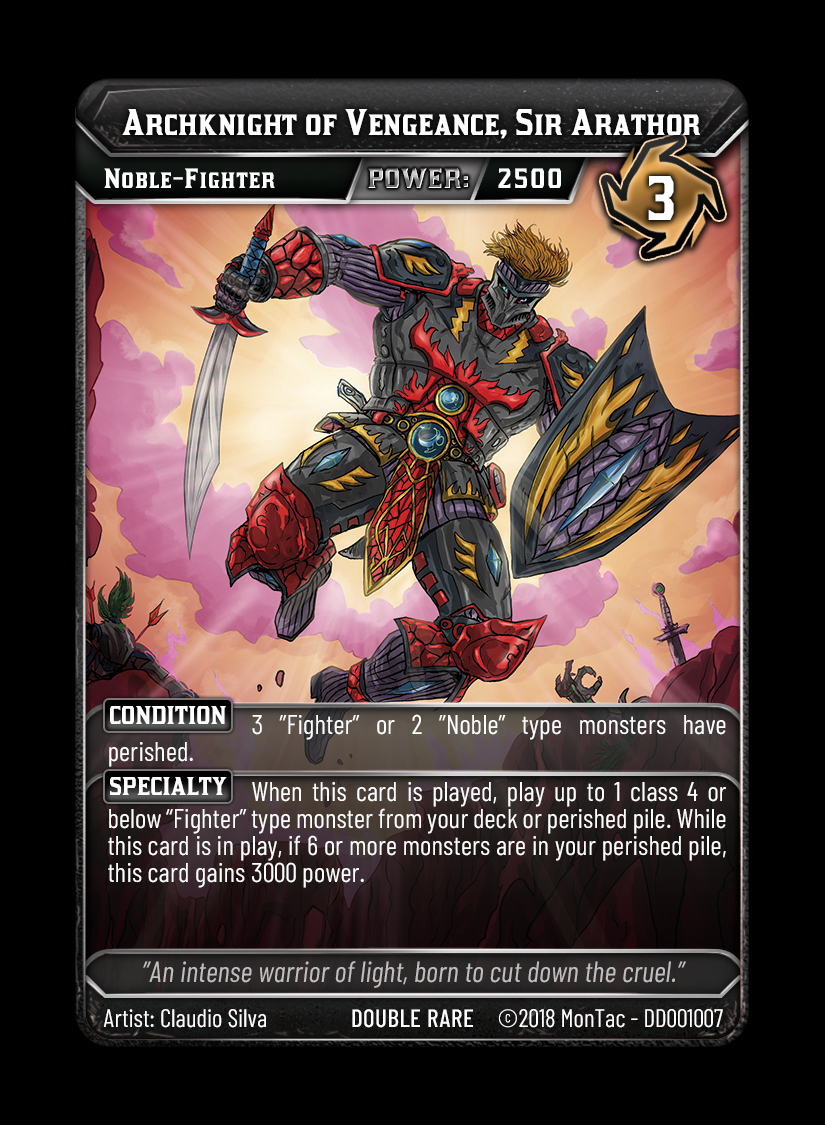 Archknight of Vengeance, Sir Arathor
Noble-Fighter POWER: 2500
3
CONDITION 3 "Fighter" or 2 "Noble" type monsters have
perished.
SPECIALTY When this card is played, play up to 1 class 4 or
below "Fighter" type monster from your deck or perished pile. While
this card is in play, if 6 or more monsters are in your perished pile,
this card gains 3000 power.
"An intense warrior of light, born to cut down the cruel."
Artist: Claudio Silva DOUBLE RARE ©2018 MonTac - DD001007